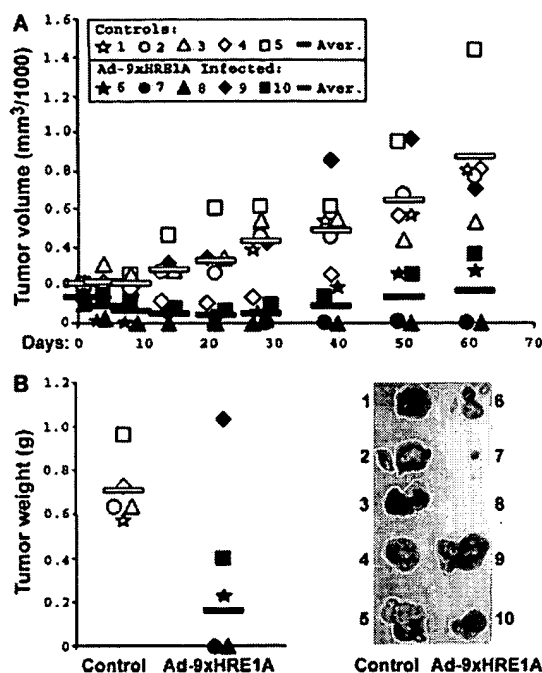 A
Controls:
1 2 3 4 5 Aver.
Ad-9xHRE1A Infected:
6 7 8 9 10 Aver.
Tumor volume (mm³/1000)
1.6
1.4
1.2
1.0
0.8
0.6
0.4
0.2
0
Days: 0 10 20 30 40 50 60 70
B
Tumor weight (g)
1.2
1.0
0.8
0.6
0.4
0.2
0
Control Ad-9xHRE1A
1 6
2 7
3 8
4 9
5 10
Control Ad-9xHRE1A